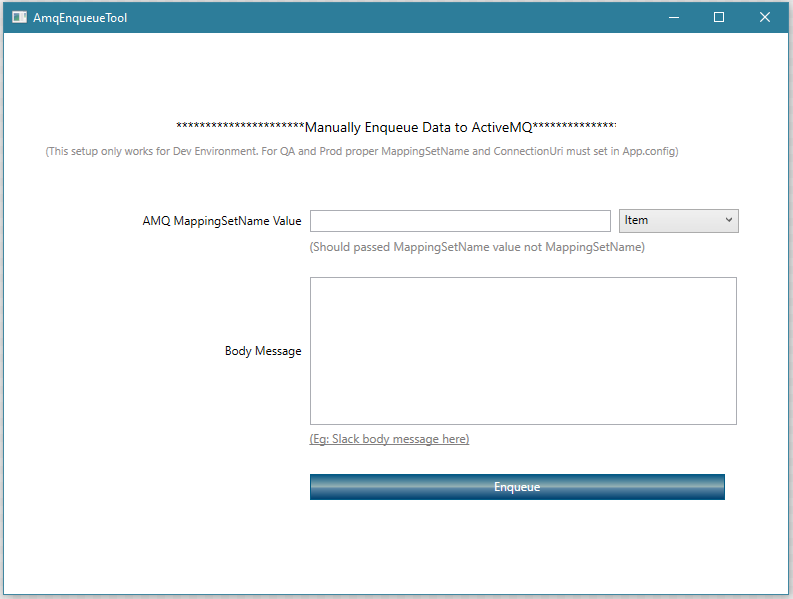 AmqEnqueueTool
**********************Manually Enqueue Data to ActiveMQ**************
(This setup only works for Dev Environment. For QA and Prod proper MappingSetName and ConnectionUri must set in App.config)
AMQ MappingSetName Value
Item
(Should passed MappingSetName value not MappingSetName)
Body Message
(Eg: Slack body message here)
Enqueue